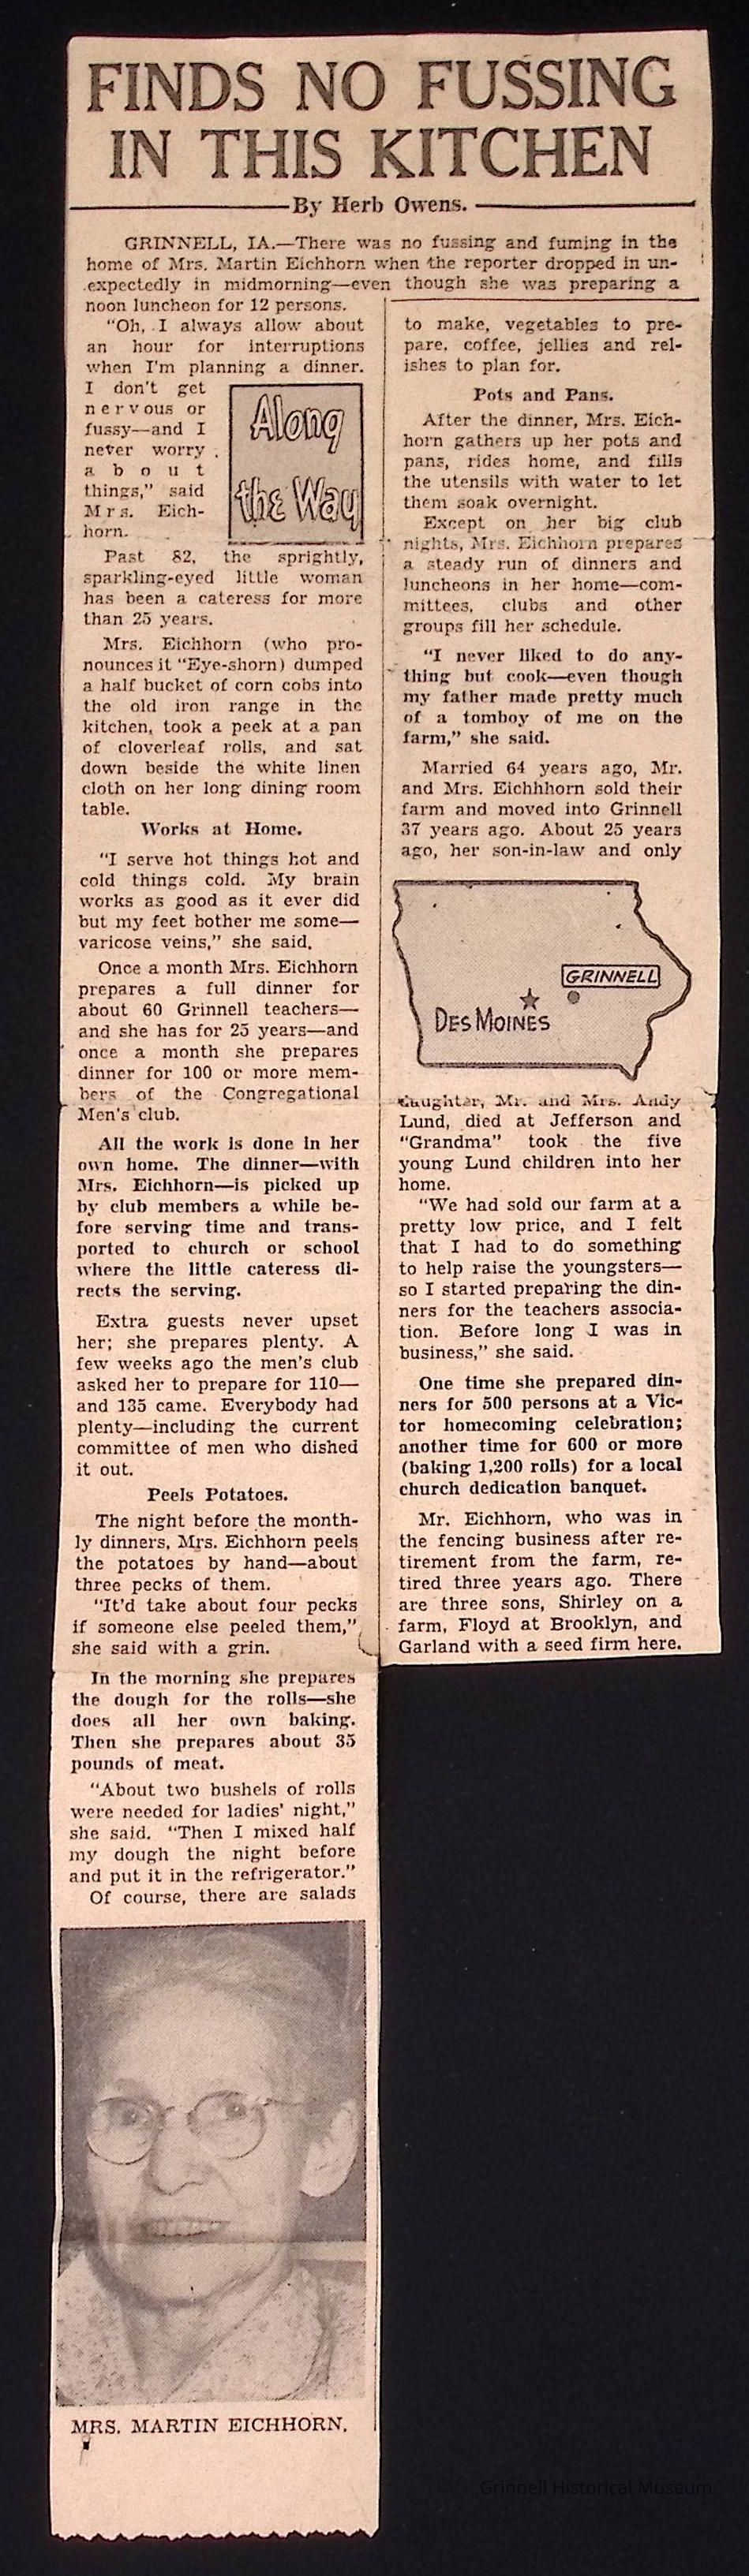 FINDS NO FUSSING
IN THIS KITCHEN
By Herb Owens.
GRINNELL, IA.—There was no fussing and fuming in the
home of Mrs. Martin Eichhorn when the reporter dropped in un-
expectedly in midmorning—even though she was preparing a
noon luncheon for 12 persons.
"Oh, I always allow about
an hour for interruptions
when I'm planning a dinner.
I don't get
nervous or
fussy—and I
never worry
about
things," said
Mrs. Eich-
horn.
Along
the Way
Past 82, the sprightly,
sparkling-eyed little woman
has been a cateress for more
than 25 years.
Mrs. Eichhorn (who pro-
nounces it "Eye-shorn) dumped
a half bucket of corn cobs into
the old iron range in the
kitchen, took a peek at a pan
of cloverleaf rolls, and sat
down beside the white linen
cloth on her long dining room
table.
Works at Home.
"I serve hot things hot and
cold things cold. My brain
works as good as it ever did
but my feet bother me some—
varicose veins," she said.
Once a month Mrs. Eichhorn
prepares a full dinner for
about 60 Grinnell teachers—
and she has for 25 years—and
once a month she prepares
dinner for 100 or more mem-
bers of the Congregational
Men's club.
All the work is done in her
own home. The dinner—with
Mrs. Eichhorn—is picked up
by club members a while be-
fore serving time and trans-
ported to church or school
where the little cateress di-
rects the serving.
Extra guests never upset
her; she prepares plenty. A
few weeks ago the men's club
asked her to prepare for 110—
and 135 came. Everybody had
plenty—including the current
committee of men who dished
it out.
Peels Potatoes.
The night before the month-
ly dinners, Mrs. Eichhorn peels
the potatoes by hand—about
three pecks of them.
"It'd take about four pecks
if someone else peeled them,"
she said with a grin.
In the morning she prepares
the dough for the rolls—she
does all her own baking.
Then she prepares about 35
pounds of meat.
"About two bushels of rolls
were needed for ladies' night,"
she said. "Then I mixed half
my dough the night before
and put it in the refrigerator."
Of course, there are salads
MRS. MARTIN EICHHORN.
to make, vegetables to pre-
pare, coffee, jellies and rel-
ishes to plan for.
Pots and Pans.
After the dinner, Mrs. Eich-
horn gathers up her pots and
pans, rides home, and fills
the utensils with water to let
them soak overnight.
Except on her big club
nights, Mrs. Eichhorn prepares
a steady run of dinners and
luncheons in her home—com-
mittees, clubs and other
groups fill her schedule.
"I never liked to do any-
thing but cook—even though
my father made pretty much
of a tomboy of me on the
farm," she said.
Married 64 years ago, Mr.
and Mrs. Eichhhorn sold their
farm and moved into Grinnell
37 years ago. About 25 years
ago, her son-in-law and only
GRINNELL
DES MOINES
daughter, Mr. and Mrs. Andy
Lund, died at Jefferson and
"Grandma" took the five
young Lund children into her
home.
"We had sold our farm at a
pretty low price, and I felt
that I had to do something
to help raise the youngsters—
so I started preparing the din-
ners for the teachers associa-
tion. Before long I was in
business," she said.
One time she prepared din-
ners for 500 persons at a Vic-
tor homecoming celebration;
another time for 600 or more
(baking 1,200 rolls) for a local
church dedication banquet.
Mr. Eichhorn, who was in
the fencing business after re-
tirement from the farm, re-
tired three years ago. There
are three sons, Shirley on a
farm, Floyd at Brooklyn, and
Garland with a seed firm here.
Grinnell Historical Museum